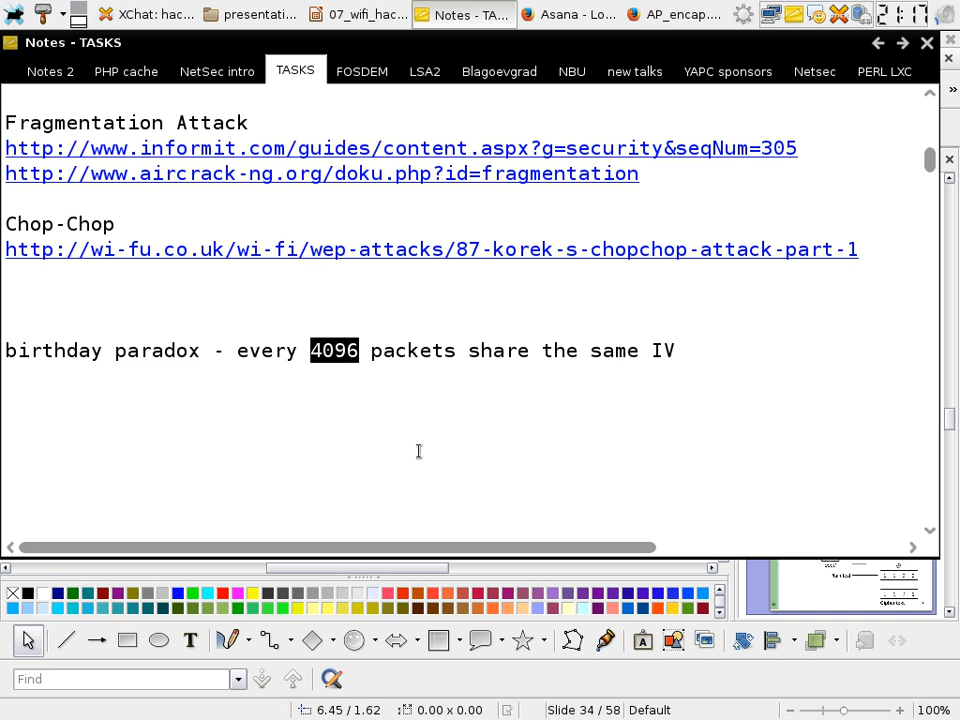 XChat: hac...
presentati...
07_wifi_hac...
Notes - TA...
Asana - Lo...
AP_encap....
21:17
Notes - TASKS
Notes 2
PHP cache
NetSec intro
TASKS
FOSDEM
LSA2
Blagoevgrad
NBU
new talks
YAPC sponsors
Netsec
PERL LXC
Fragmentation Attack
http://www.informit.com/guides/content.aspx?g=security&seqNum=305
http://www.aircrack-ng.org/doku.php?id=fragmentation
Chop-Chop
http://wi-fu.co.uk/wi-fi/wep-attacks/87-korek-s-chopchop-attack-part-1
birthday paradox - every 4096 packets share the same IV
Find
6.45 / 1.62
0.00 x 0.00
Slide 34 / 58
Default
100%